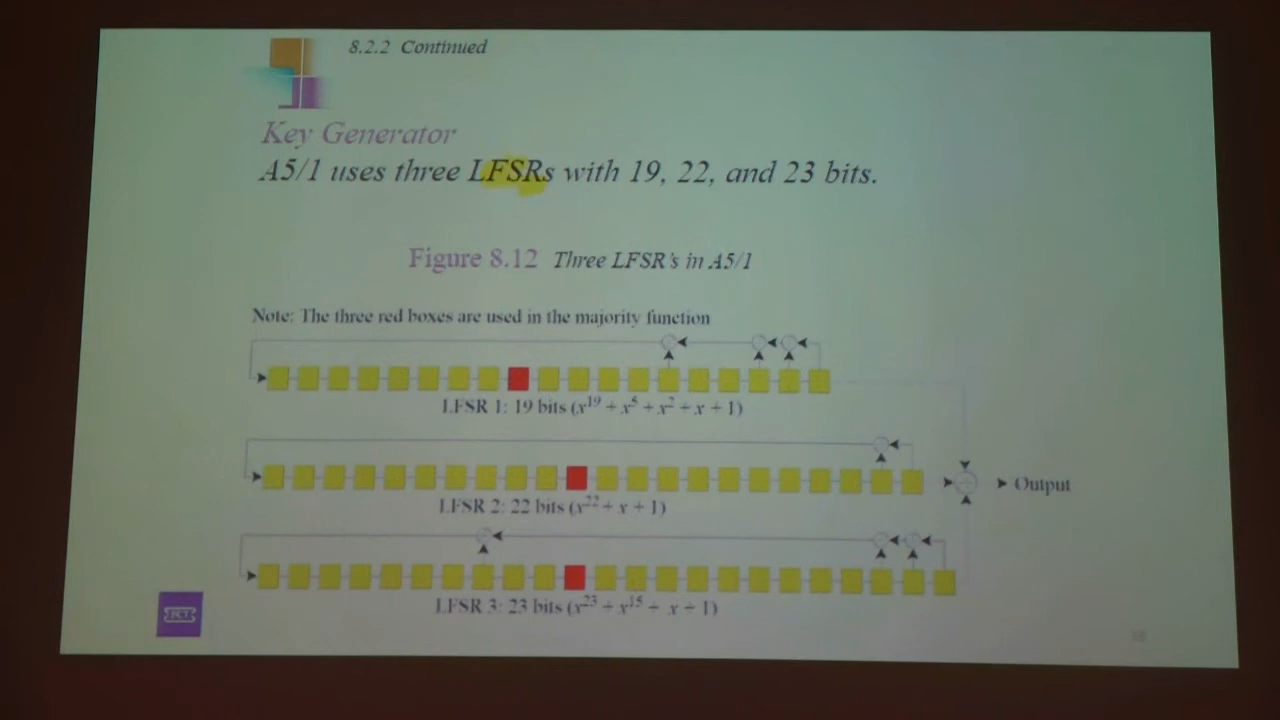 8.2.2 Continued
Key Generator
A5/1 uses three LFSRs with 19, 22, and 23 bits.
Figure 8.12 Three LFSR's in A5/1
Note: The three red boxes are used in the majority function
LFSR 1: 19 bits (x¹⁹ + x⁵ + x² + x + 1)
LFSR 2: 22 bits (x²² + x + 1)
Output
LFSR 3: 23 bits (x²³ + x¹⁵ + x + 1)